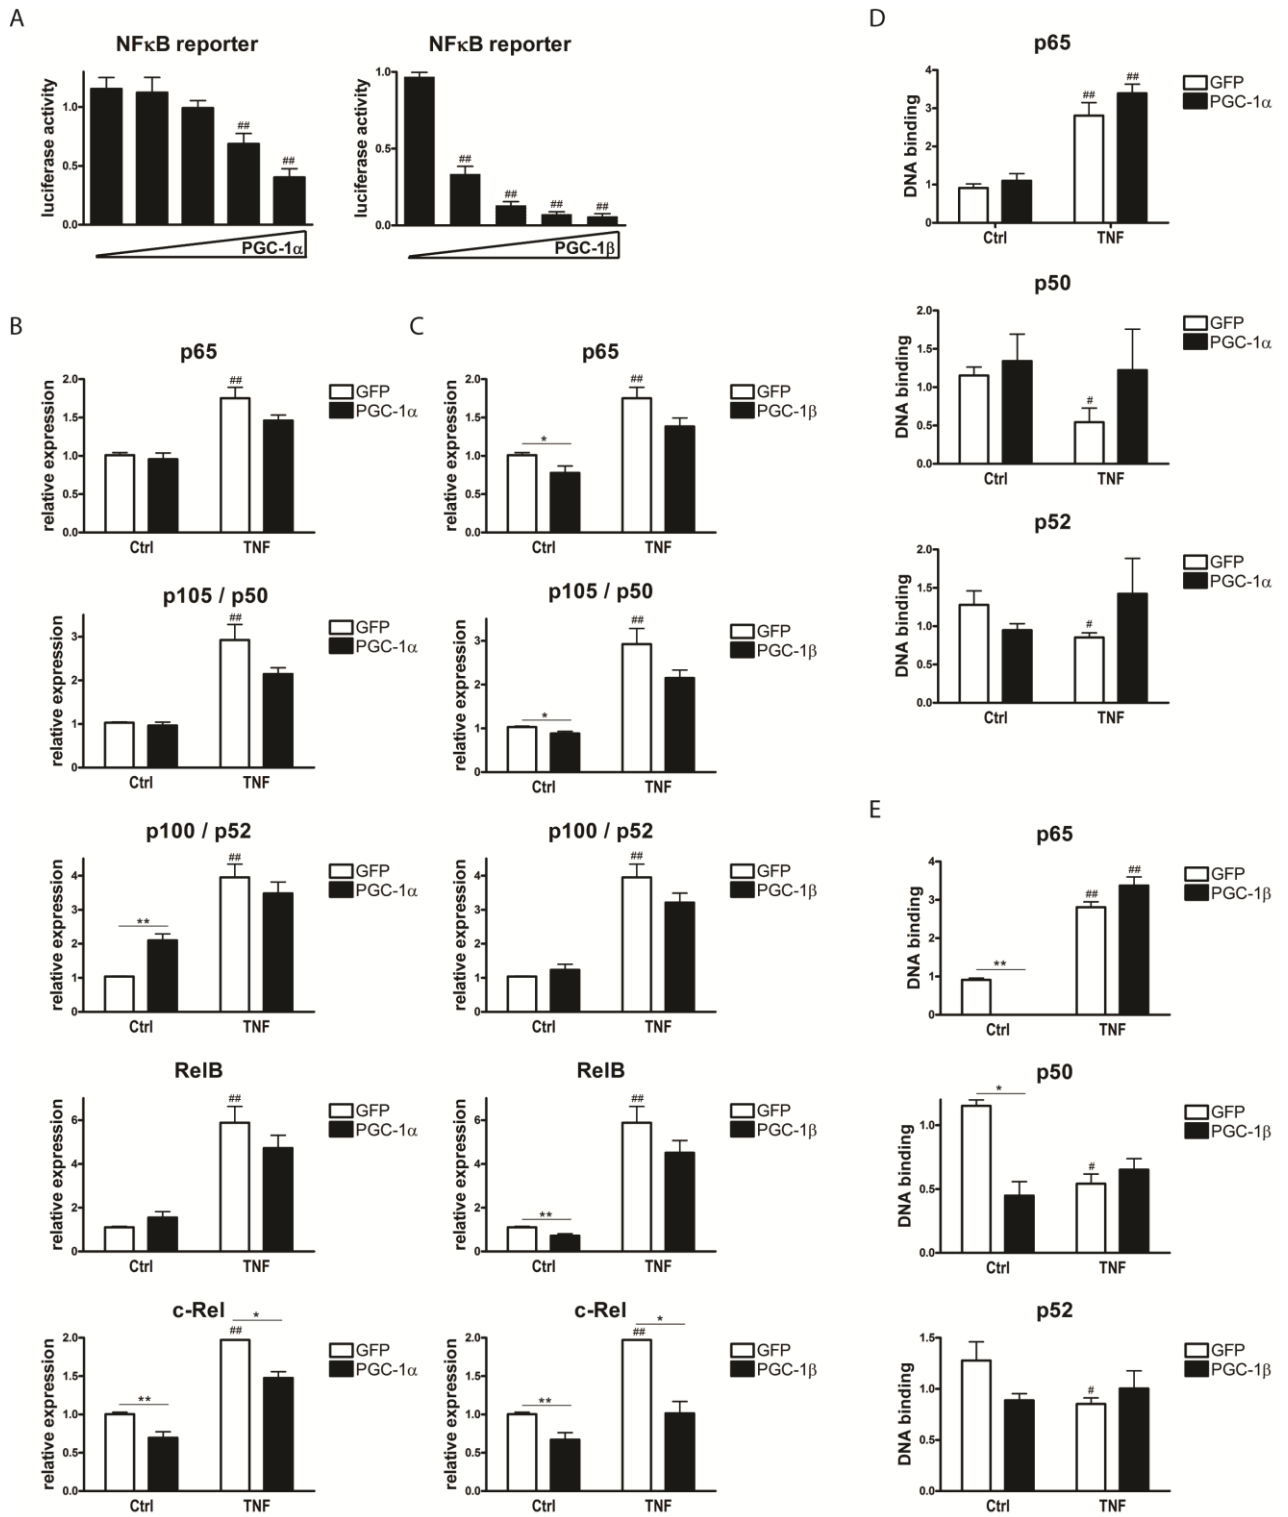 A
NFκB reporter
luciferase activity
1.0
0.5
0.0
##
##
PGC-1α
NFκB reporter
luciferase activity
1.0
0.5
0.0
##
##
##
##
PGC-1β
B
p65
relative expression
2.0
1.5
1.0
0.5
0.0
##
Ctrl
TNF
GFP
PGC-1α
p105 / p50
relative expression
3
2
1
0
##
Ctrl
TNF
GFP
PGC-1α
p100 / p52
relative expression
4
3
2
1
0
**
##
Ctrl
TNF
GFP
PGC-1α
RelB
relative expression
6
4
2
0
##
Ctrl
TNF
GFP
PGC-1α
c-Rel
relative expression
2.0
1.5
1.0
0.5
0.0
**
*
##
Ctrl
TNF
GFP
PGC-1α
C
p65
relative expression
2.0
1.5
1.0
0.5
0.0
*
##
Ctrl
TNF
GFP
PGC-1β
p105 / p50
relative expression
3
2
1
0
*
##
Ctrl
TNF
GFP
PGC-1β
p100 / p52
relative expression
4
3
2
1
0
##
Ctrl
TNF
GFP
PGC-1β
RelB
relative expression
6
4
2
0
**
##
Ctrl
TNF
GFP
PGC-1β
c-Rel
relative expression
2.0
1.5
1.0
0.5
0.0
**
*
##
Ctrl
TNF
GFP
PGC-1β
D
p65
DNA binding
4
3
2
1
0
##
##
Ctrl
TNF
GFP
PGC-1α
p50
DNA binding
2.0
1.5
1.0
0.5
0.0
#
Ctrl
TNF
GFP
PGC-1α
p52
DNA binding
2.0
1.5
1.0
0.5
0.0
#
Ctrl
TNF
GFP
PGC-1α
E
p65
DNA binding
4
3
2
1
0
**
##
##
Ctrl
TNF
GFP
PGC-1β
p50
DNA binding
1.0
0.5
0.0
*
#
Ctrl
TNF
GFP
PGC-1β
p52
DNA binding
1.5
1.0
0.5
0.0
#
Ctrl
TNF
GFP
PGC-1β